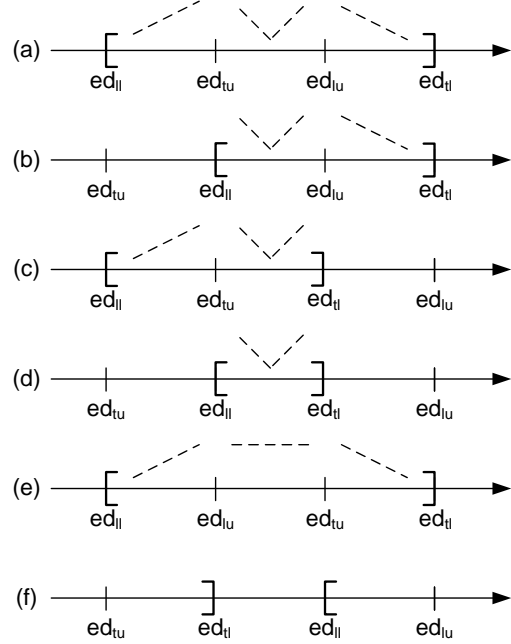 (a)
ed_ll ed_tu ed_lu ed_tl
(b)
ed_tu ed_ll ed_lu ed_tl
(c)
ed_ll ed_tu ed_tl ed_lu
(d)
ed_tu ed_ll ed_tl ed_lu
(e)
ed_ll ed_lu ed_tu ed_tl
(f)
ed_tu ed_tl ed_ll ed_lu